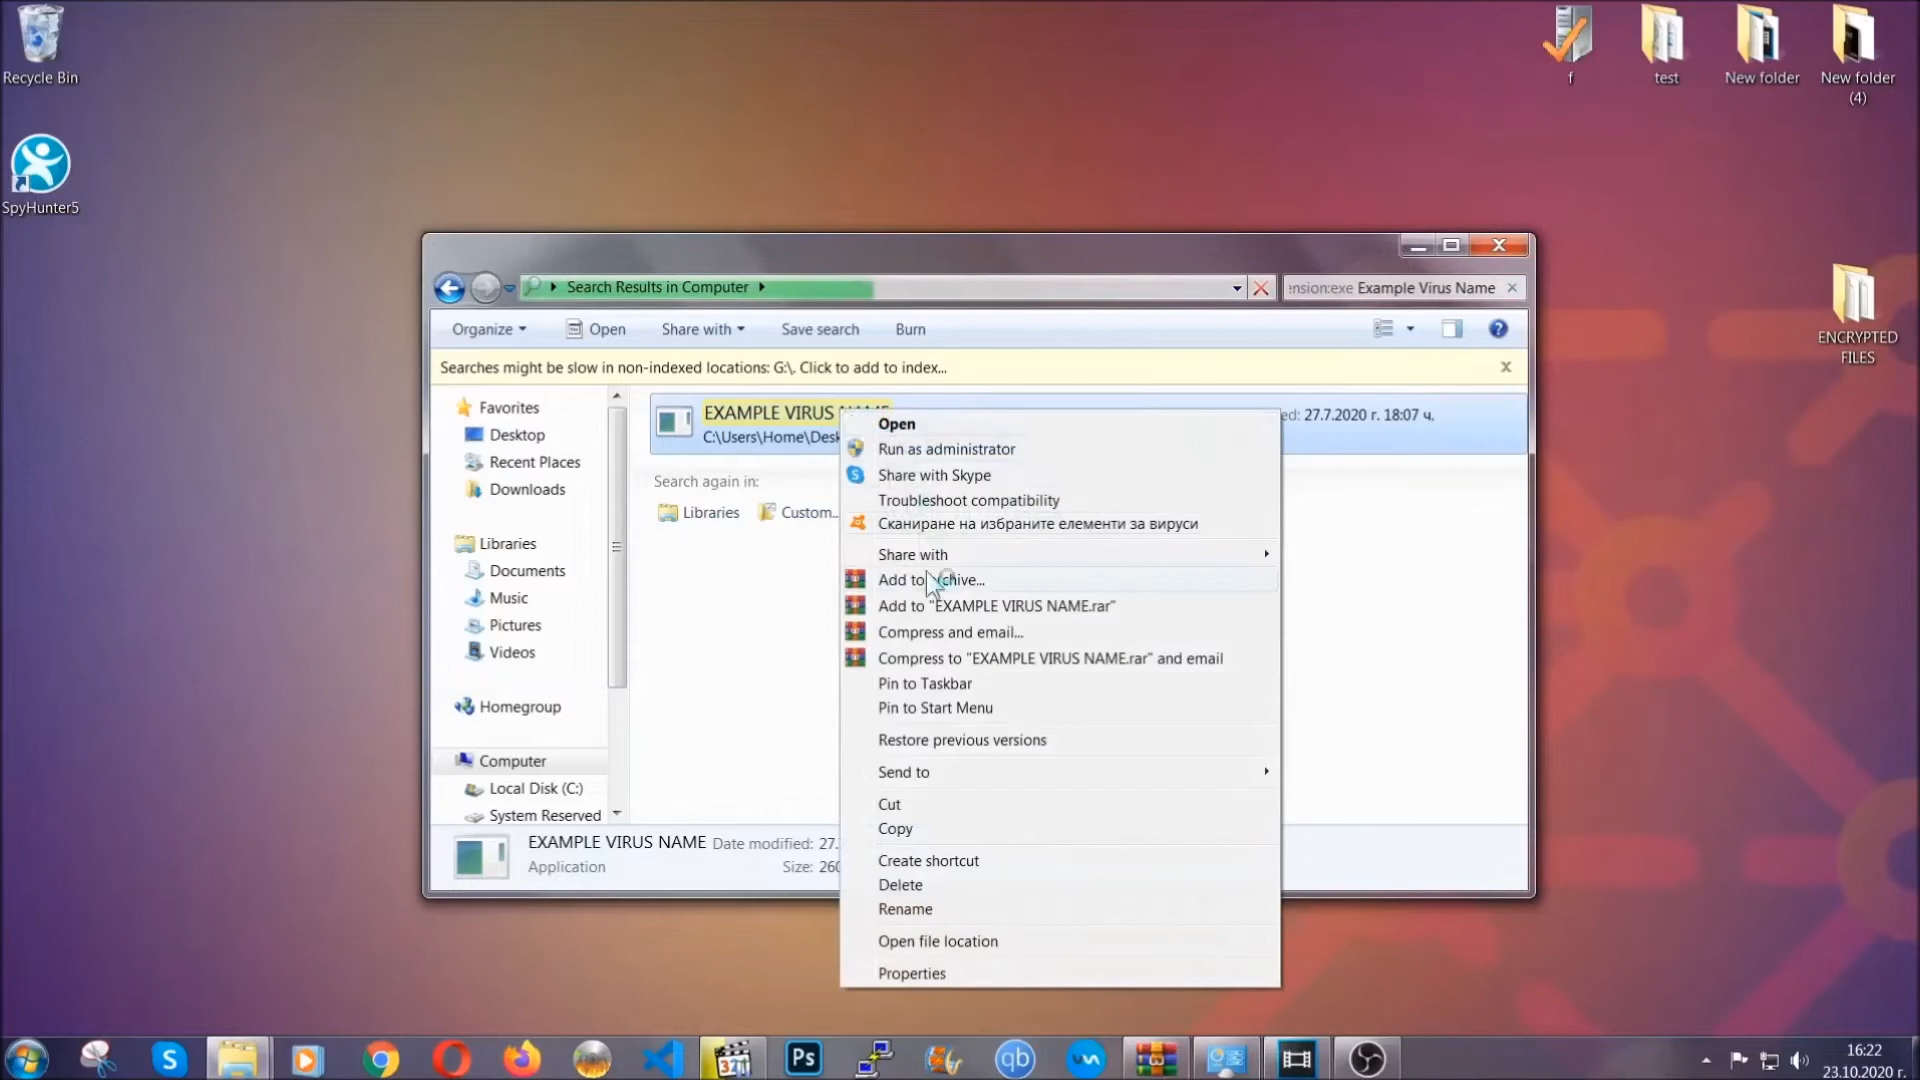 Recycle Bin
f
test
New folder
New folder
(4)
SpyHunter5
ENCRYPTED
FILES
Search Results in Computer
ension:exe Example Virus Name
Organize
Open
Share with
Save search
Burn
Searches might be slow in non-indexed locations: G:\. Click to add to index...
Favorites
Desktop
Recent Places
Downloads
Libraries
Documents
Music
Pictures
Videos
Homegroup
Computer
Local Disk (C:)
System Reserved
EXAMPLE VIRUS NAME
C:\Users\Home\Desk
ed: 27.7.2020 г. 18:07 ч.
Search again in:
Libraries
Custom...
Open
Run as administrator
Share with Skype
Troubleshoot compatibility
Сканиране на избраните елементи за вируси
Share with
Add to archive...
Add to "EXAMPLE VIRUS NAME.rar"
Compress and email...
Compress to "EXAMPLE VIRUS NAME.rar" and email
Pin to Taskbar
Pin to Start Menu
Restore previous versions
Send to
Cut
Copy
Create shortcut
Delete
Rename
Open file location
Properties
EXAMPLE VIRUS NAME Date modified: 27.
Application Size: 260
321
Ps
qb
16:22
23.10.2020 г.